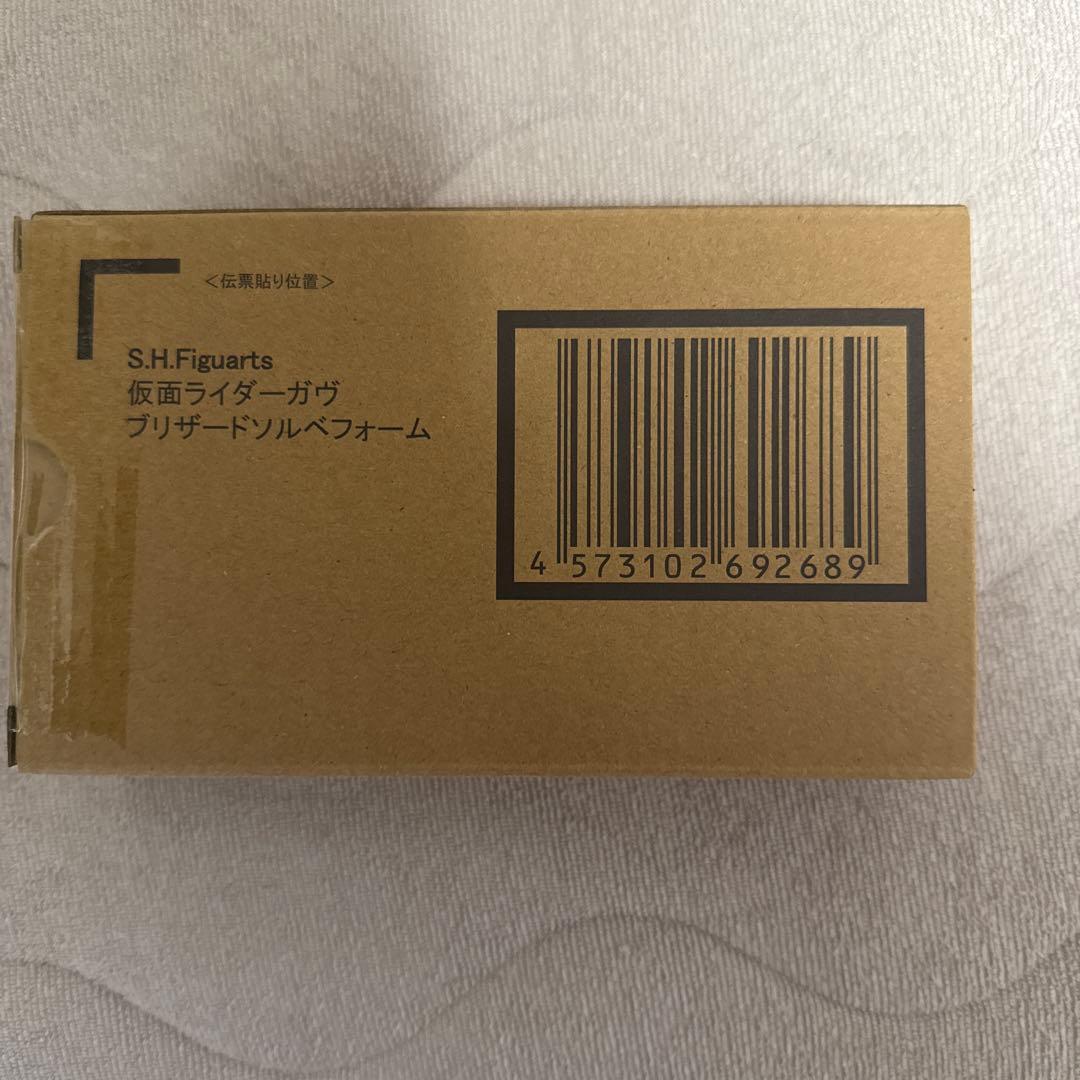 ＜伝票貼り位置＞
S.H.Figuarts
仮面ライダーガヴ
ブリザードソルベフォーム
4 573102 692689